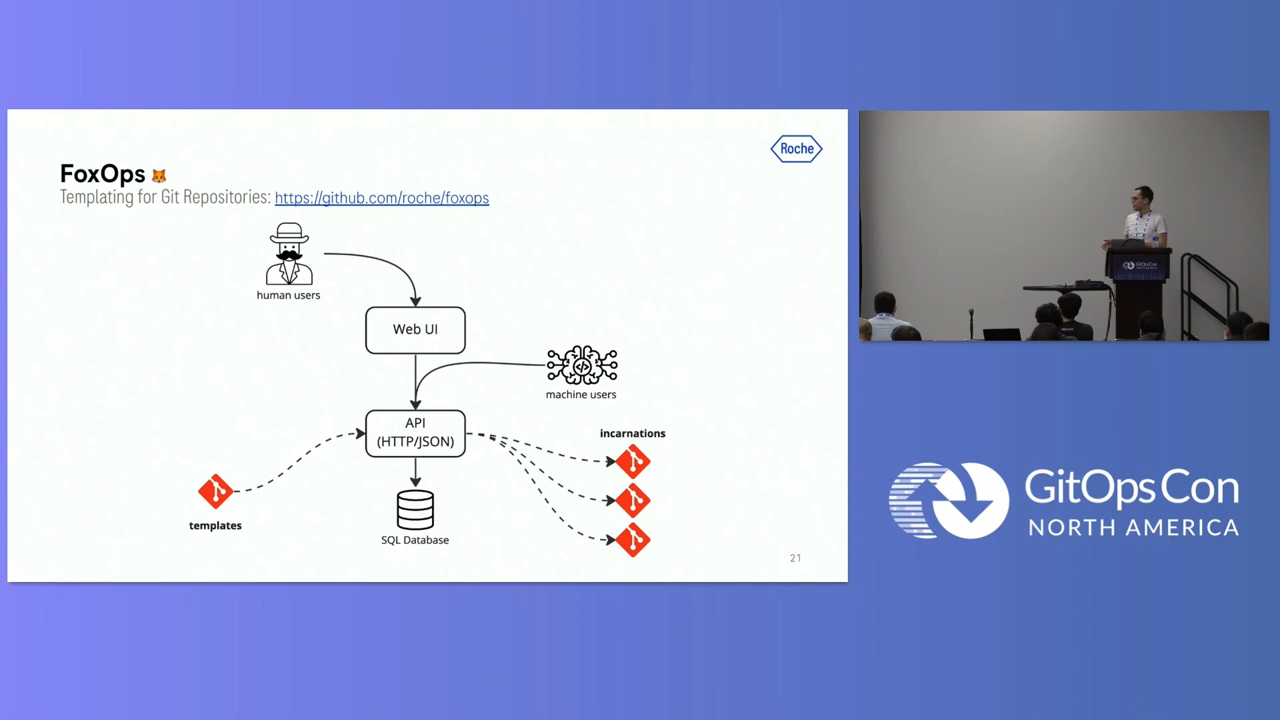 Roche
FoxOps
Templating for Git Repositories: https://github.com/roche/foxops
human users
Web UI
machine users
API
(HTTP/JSON)
incarnations
templates
SQL Database
21
GitOpsCon
NORTH AMERICA
GitOpsCon